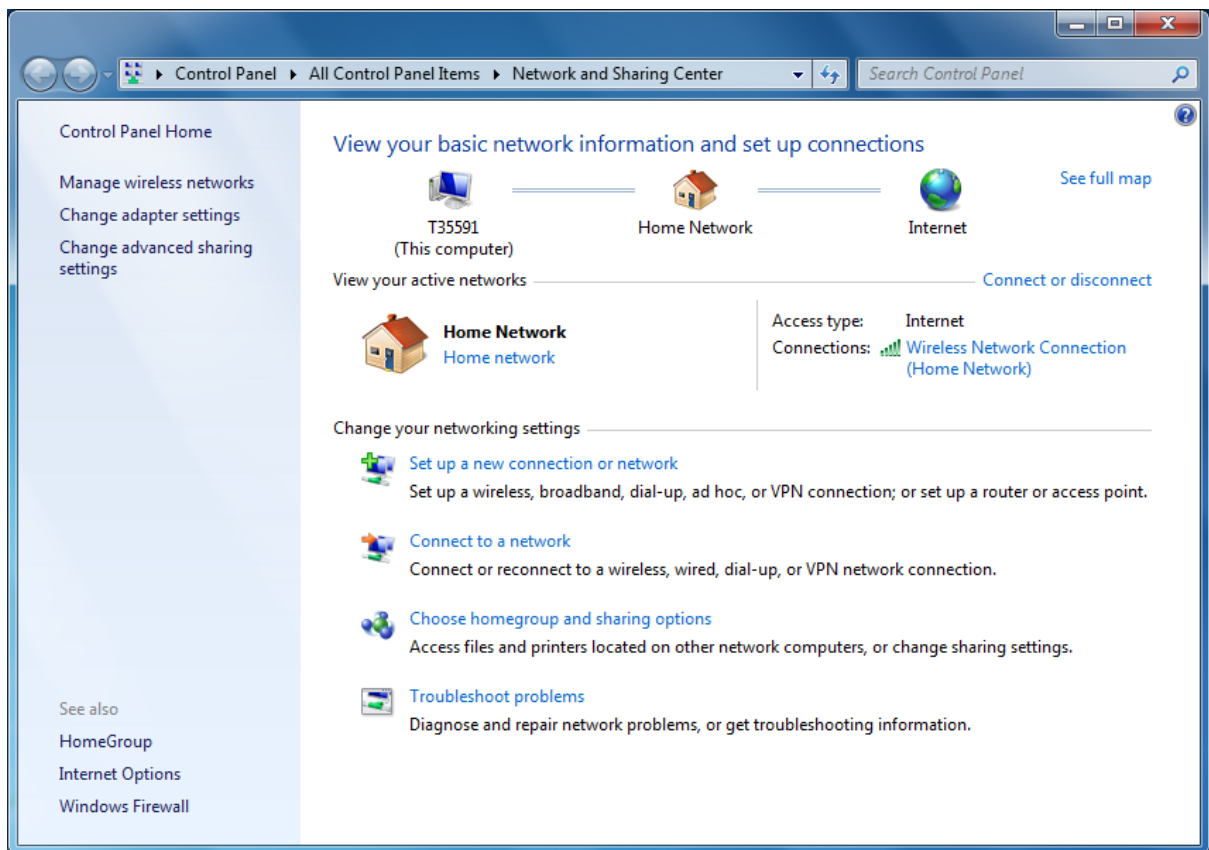 Control Panel ▸ All Control Panel Items ▸ Network and Sharing Center
Search Control Panel
Control Panel Home
Manage wireless networks
Change adapter settings
Change advanced sharing
settings
See also
HomeGroup
Internet Options
Windows Firewall
View your basic network information and set up connections
See full map
T35591
(This computer)
Home Network
Internet
View your active networks
Connect or disconnect
Home Network
Home network
Access type: Internet
Connections: Wireless Network Connection
(Home Network)
Change your networking settings
Set up a new connection or network
Set up a wireless, broadband, dial-up, ad hoc, or VPN connection; or set up a router or access point.
Connect to a network
Connect or reconnect to a wireless, wired, dial-up, or VPN network connection.
Choose homegroup and sharing options
Access files and printers located on other network computers, or change sharing settings.
Troubleshoot problems
Diagnose and repair network problems, or get troubleshooting information.